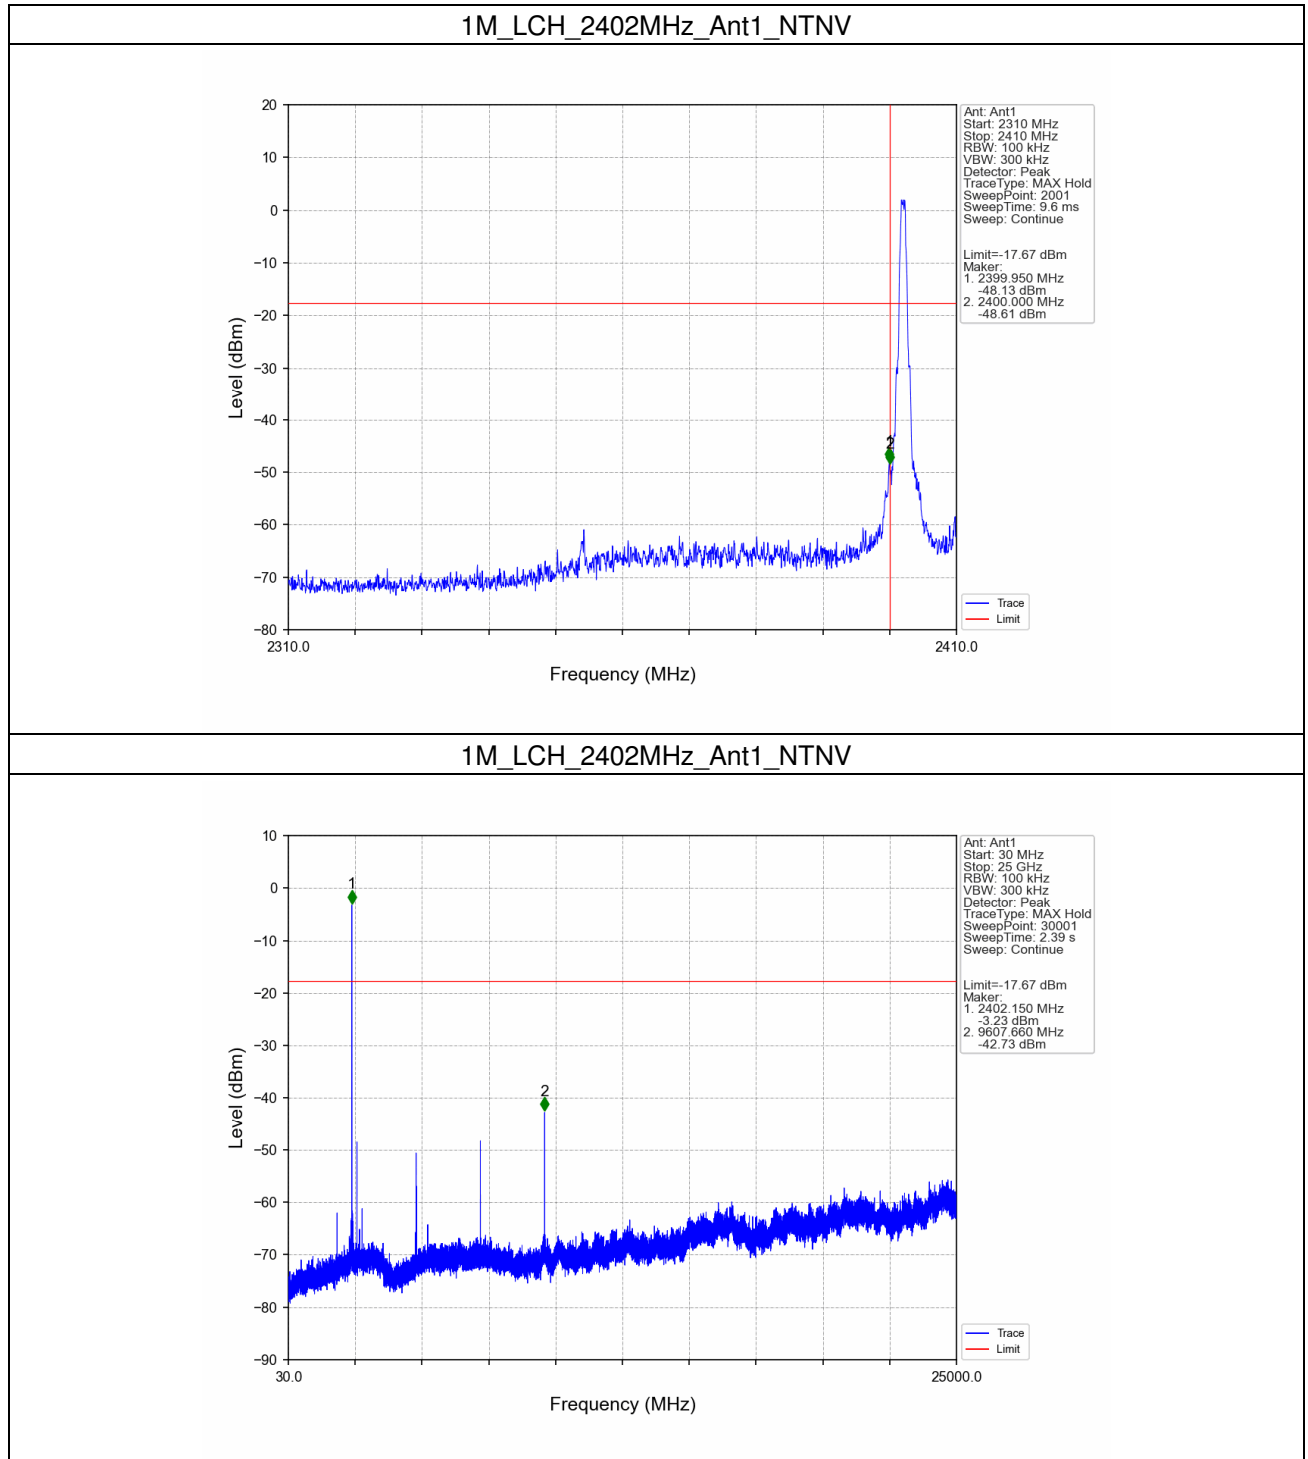 1M_LCH_2402MHz_Ant1_NTNV
20
10
0
−10
−20
−30
−40
−50
−60
−70
−80
Level (dBm)
2310.0
2410.0
Frequency (MHz)
2
Ant: Ant1
Start: 2310 MHz
Stop: 2410 MHz
RBW: 100 kHz
VBW: 300 kHz
Detector: Peak
TraceType: MAX Hold
SweepPoint: 2001
SweepTime: 9.6 ms
Sweep: Continue
Limit=-17.67 dBm
Maker:
1. 2399.950 MHz
-48.13 dBm
2. 2400.000 MHz
-48.61 dBm
Trace
Limit
1M_LCH_2402MHz_Ant1_NTNV
10
0
−10
−20
−30
−40
−50
−60
−70
−80
−90
Level (dBm)
30.0
25000.0
Frequency (MHz)
1
2
Ant: Ant1
Start: 30 MHz
Stop: 25 GHz
RBW: 100 kHz
VBW: 300 kHz
Detector: Peak
TraceType: MAX Hold
SweepPoint: 30001
SweepTime: 2.39 s
Sweep: Continue
Limit=-17.67 dBm
Maker:
1. 2402.150 MHz
-3.23 dBm
2. 9607.660 MHz
-42.73 dBm
Trace
Limit